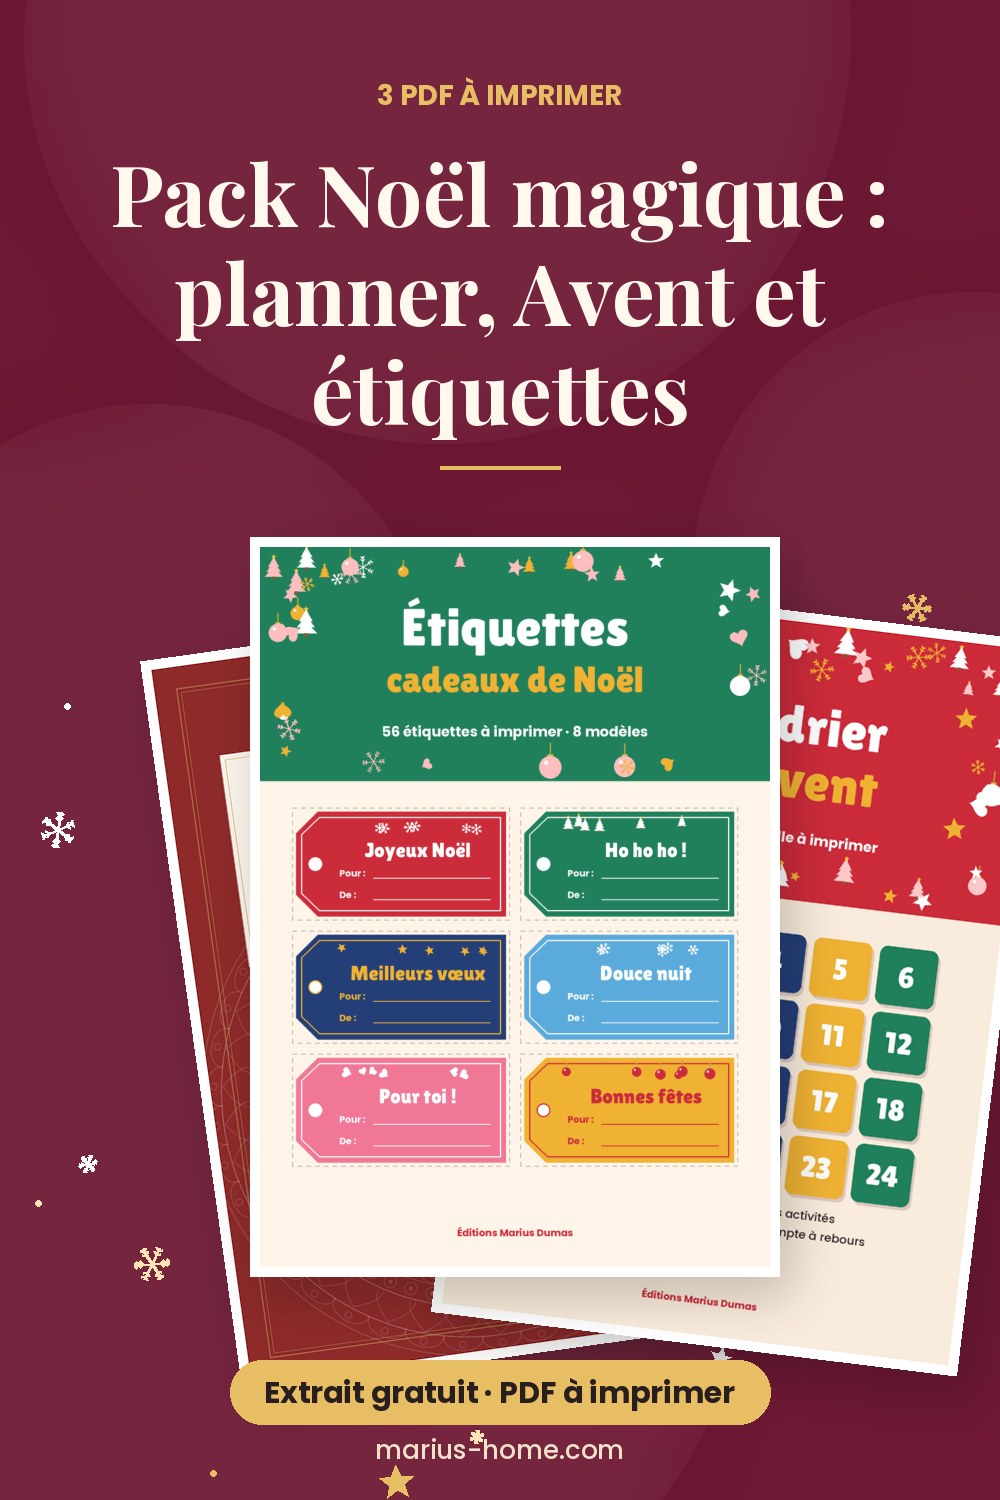 3 PDF À IMPRIMER
Pack Noël magique :
planner, Avent et
étiquettes
Étiquettes
cadeaux de Noël
56 étiquettes à imprimer · 8 modèles
Joyeux Noël
Pour :
De :
Ho ho ho !
Pour :
De :
Meilleurs vœux
Pour :
De :
Douce nuit
Pour :
De :
Pour toi !
Pour :
De :
Bonnes fêtes
Pour :
De :
Éditions Marius Dumas
drier
vent
à imprimer
5
6
11
12
17
18
23
24
activités
à rebours
Éditions Marius Dumas
Extrait gratuit · PDF à imprimer
marius-home.com